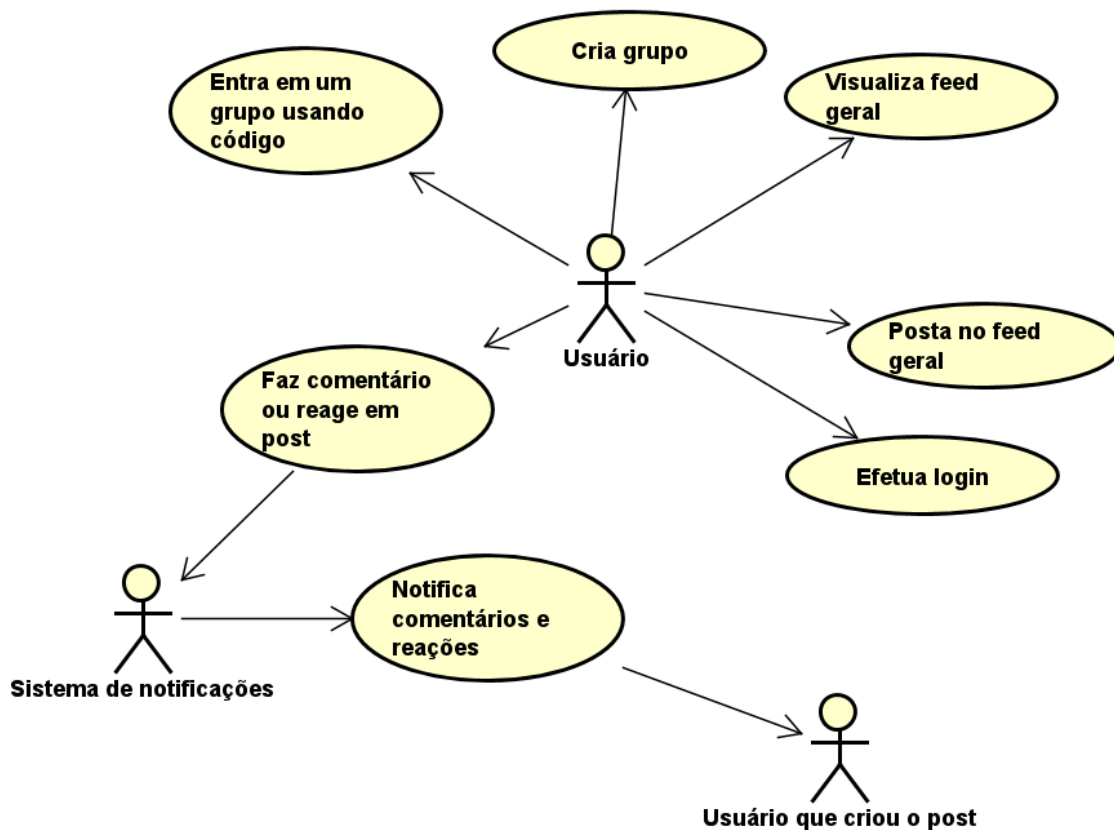 Cria grupo
Entra em um
grupo usando
código
Visualiza feed
geral
Usuário
Posta no feed
geral
Faz comentário
ou reage em
post
Efetua login
Notifica
comentários e
reações
Sistema de notificações
Usuário que criou o post